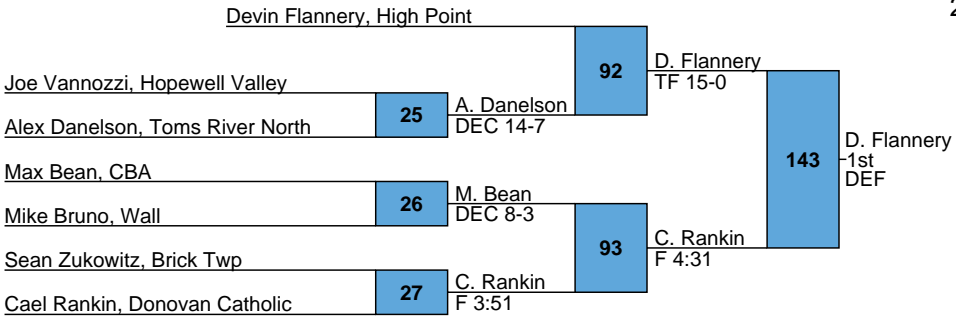 Devin Flannery, High Point
2
92
D. Flannery
TF 15-0
Joe Vannozzi, Hopewell Valley
25
A. Danelson
DEC 14-7
Alex Danelson, Toms River North
143
D. Flannery
1st
DEF
Max Bean, CBA
26
M. Bean
DEC 8-3
Mike Bruno, Wall
93
C. Rankin
F 4:31
Sean Zukowitz, Brick Twp
27
C. Rankin
F 3:51
Cael Rankin, Donovan Catholic